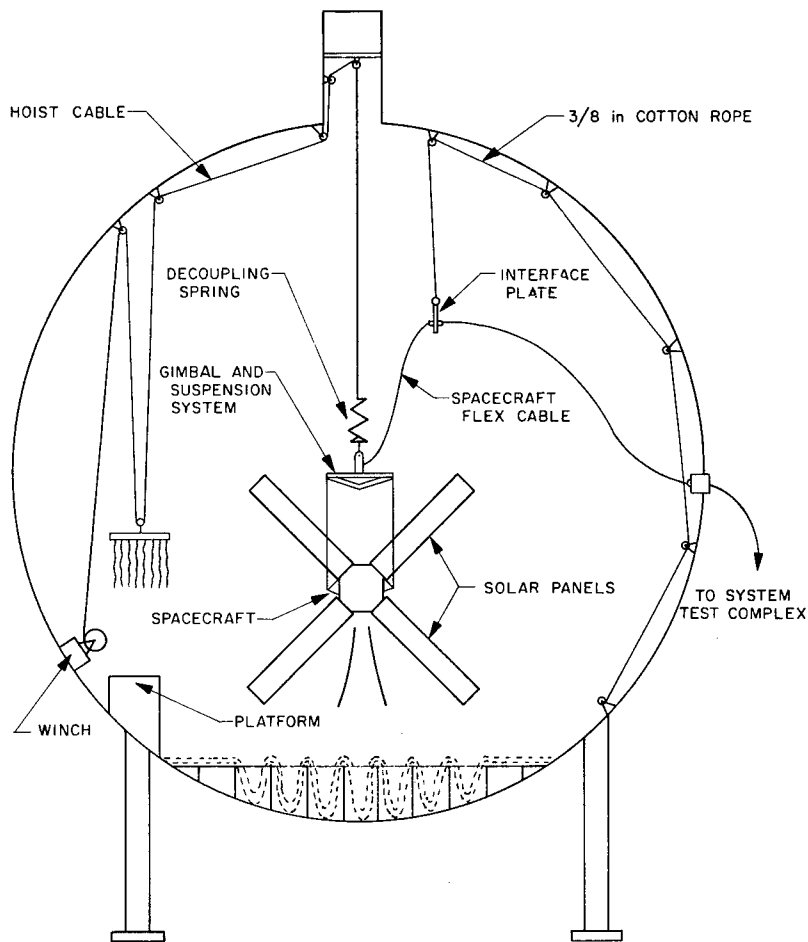 HOIST CABLE
3/8 in COTTON ROPE
DECOUPLING
SPRING
INTERFACE
PLATE
GIMBAL AND
SUSPENSION
SYSTEM
SPACECRAFT
FLEX CABLE
SOLAR PANELS
TO SYSTEM
TEST COMPLEX
SPACECRAFT
WINCH
PLATFORM